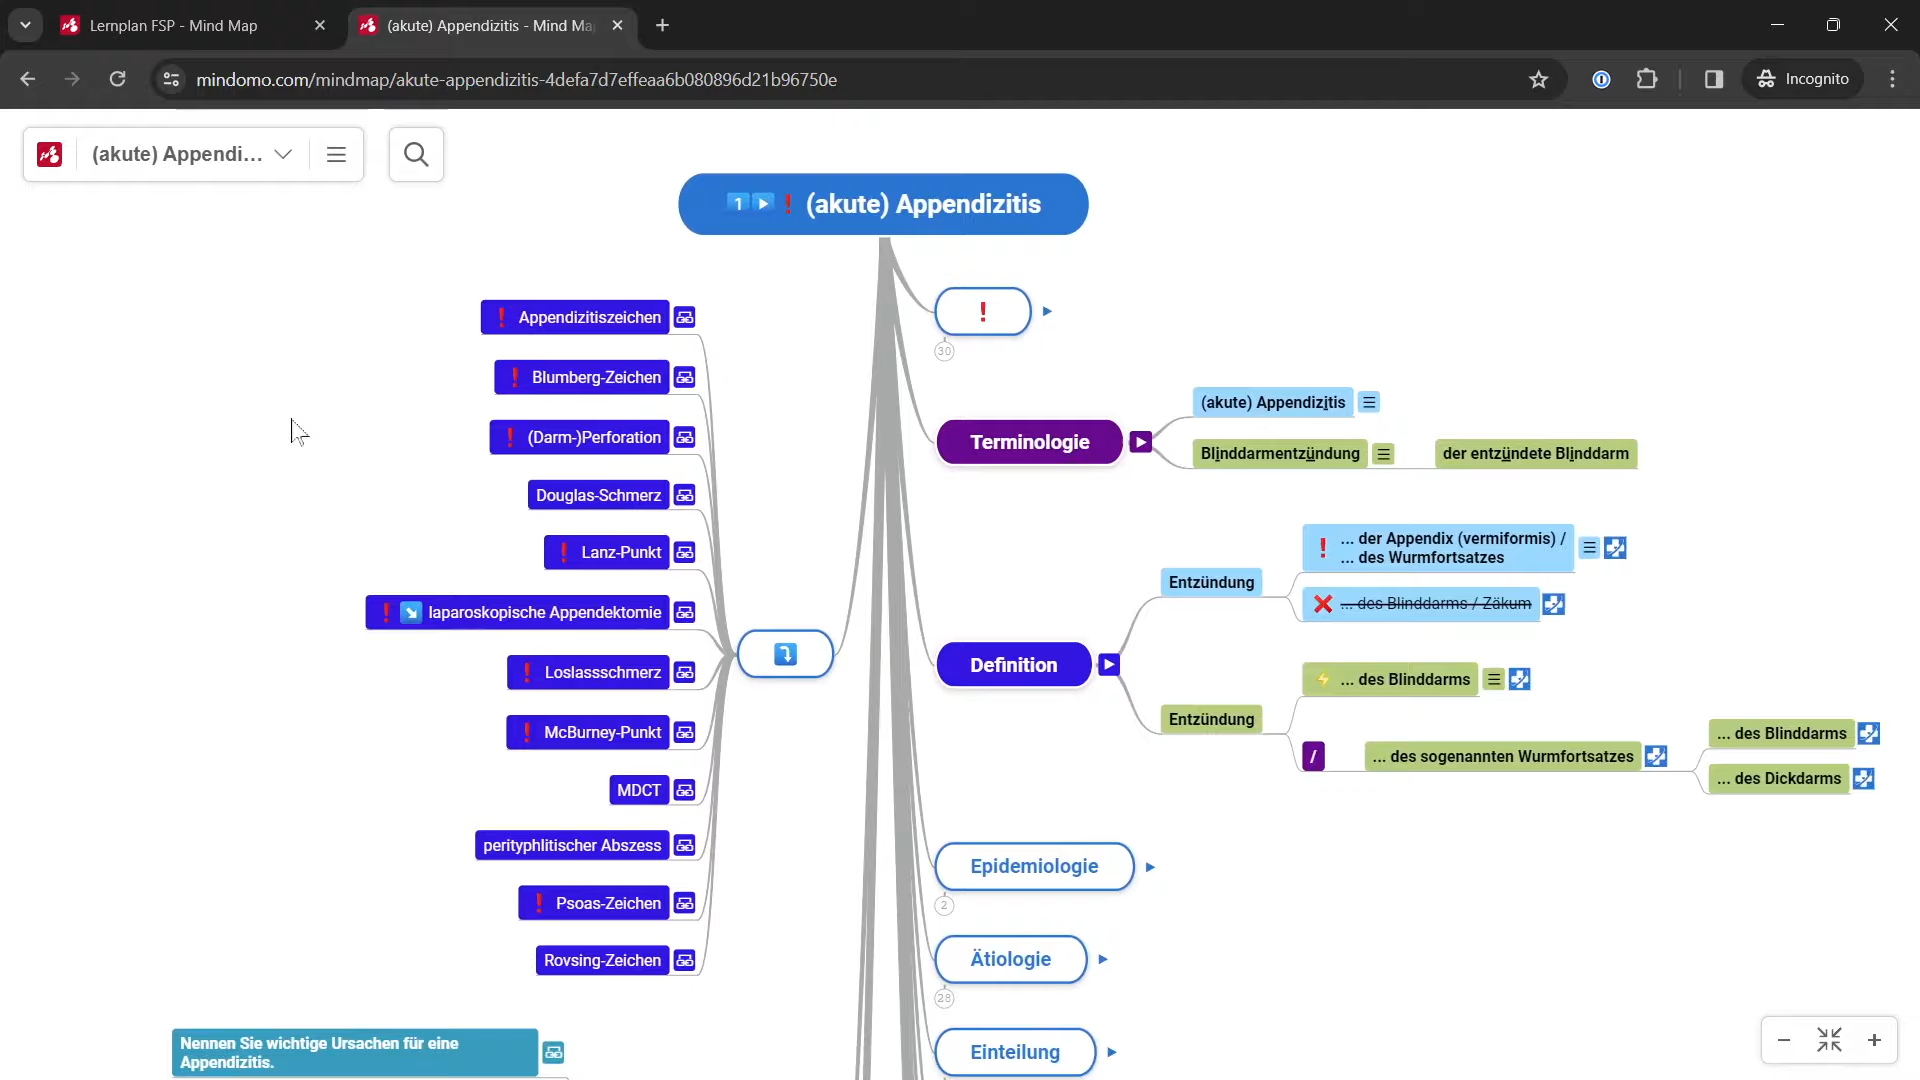 Lernplan FSP - Mind Map
(akute) Appendizitis - Mind Ma
mindomo.com/mindmap/akute-appendizitis-4defa7d7effeaa6b080896d21b96750e
Incognito
(akute) Appendi...
1 (akute) Appendizitis
❗
30
❗ Appendizitiszeichen
❗ Blumberg-Zeichen
❗ (Darm-)Perforation
Douglas-Schmerz
❗ Lanz-Punkt
❗ laparoskopische Appendektomie
❗ Loslassschmerz
❗ McBurney-Punkt
MDCT
perityphlitischer Abszess
❗ Psoas-Zeichen
Rovsing-Zeichen
Nennen Sie wichtige Ursachen für eine
Appendizitis.
Terminologie
(akute) Appendizitis
Blinddarmentzündung
der entzündete Blinddarm
Definition
Entzündung
❗ ... der Appendix (vermiformis) /
... des Wurmfortsatzes
❌ ... des Blinddarms / Zäkum
Entzündung
... des Blinddarms
/
... des sogenannten Wurmfortsatzes
... des Blinddarms
... des Dickdarms
Epidemiologie
2
Ätiologie
28
Einteilung